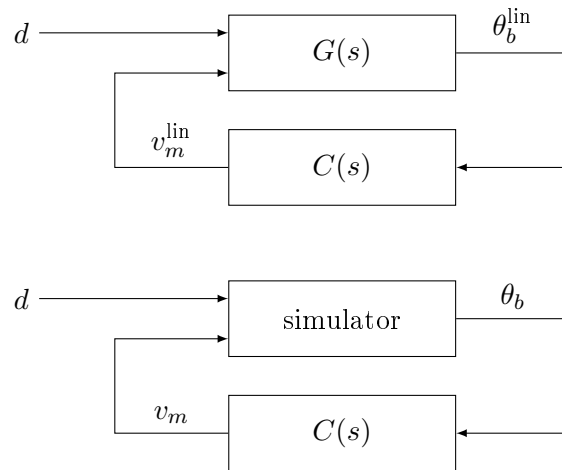 d
G(s)
θ_b^lin
v_m^lin
C(s)
d
simulator
θ_b
v_m
C(s)